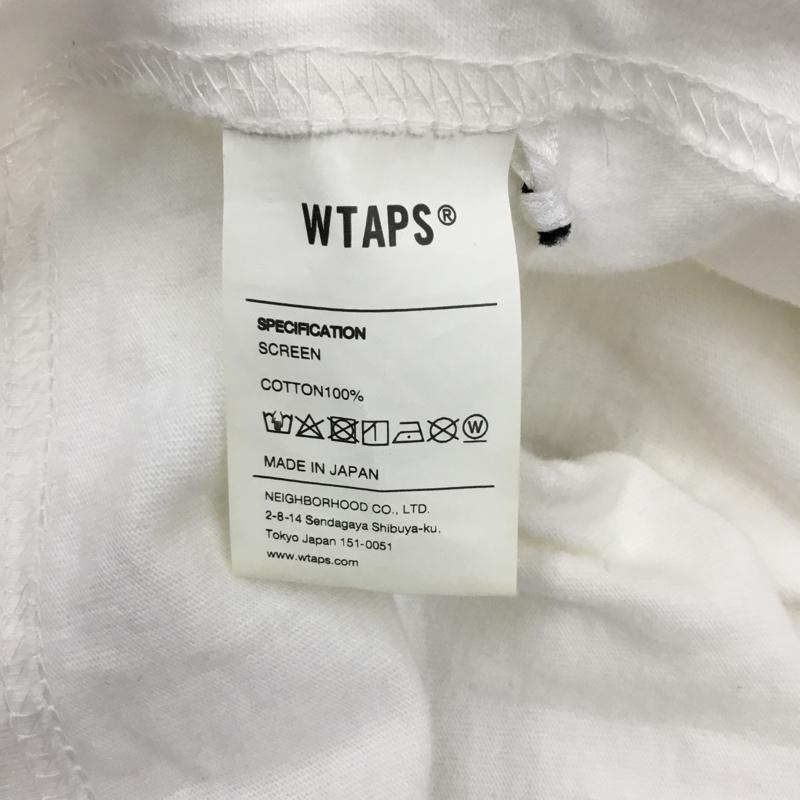 WTAPS®
SPECIFICATION
SCREEN
COTTON100%
W
MADE IN JAPAN
NEIGHBORHOOD CO., LTD.
2-8-14 Sendagaya Shibuya-ku,
Tokyo Japan 151-0051
www.wtaps.com